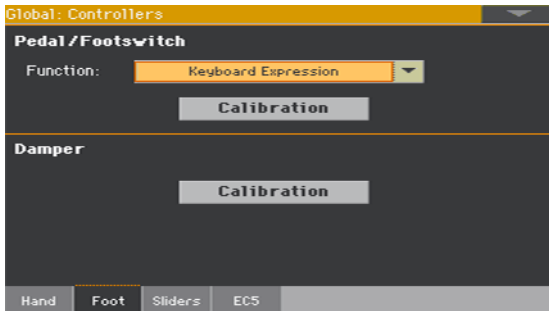 Global: Controllers
Pedal/Footswitch
Function: Keyboard Expression
Calibration
Damper
Calibration
Hand Foot Sliders EC5